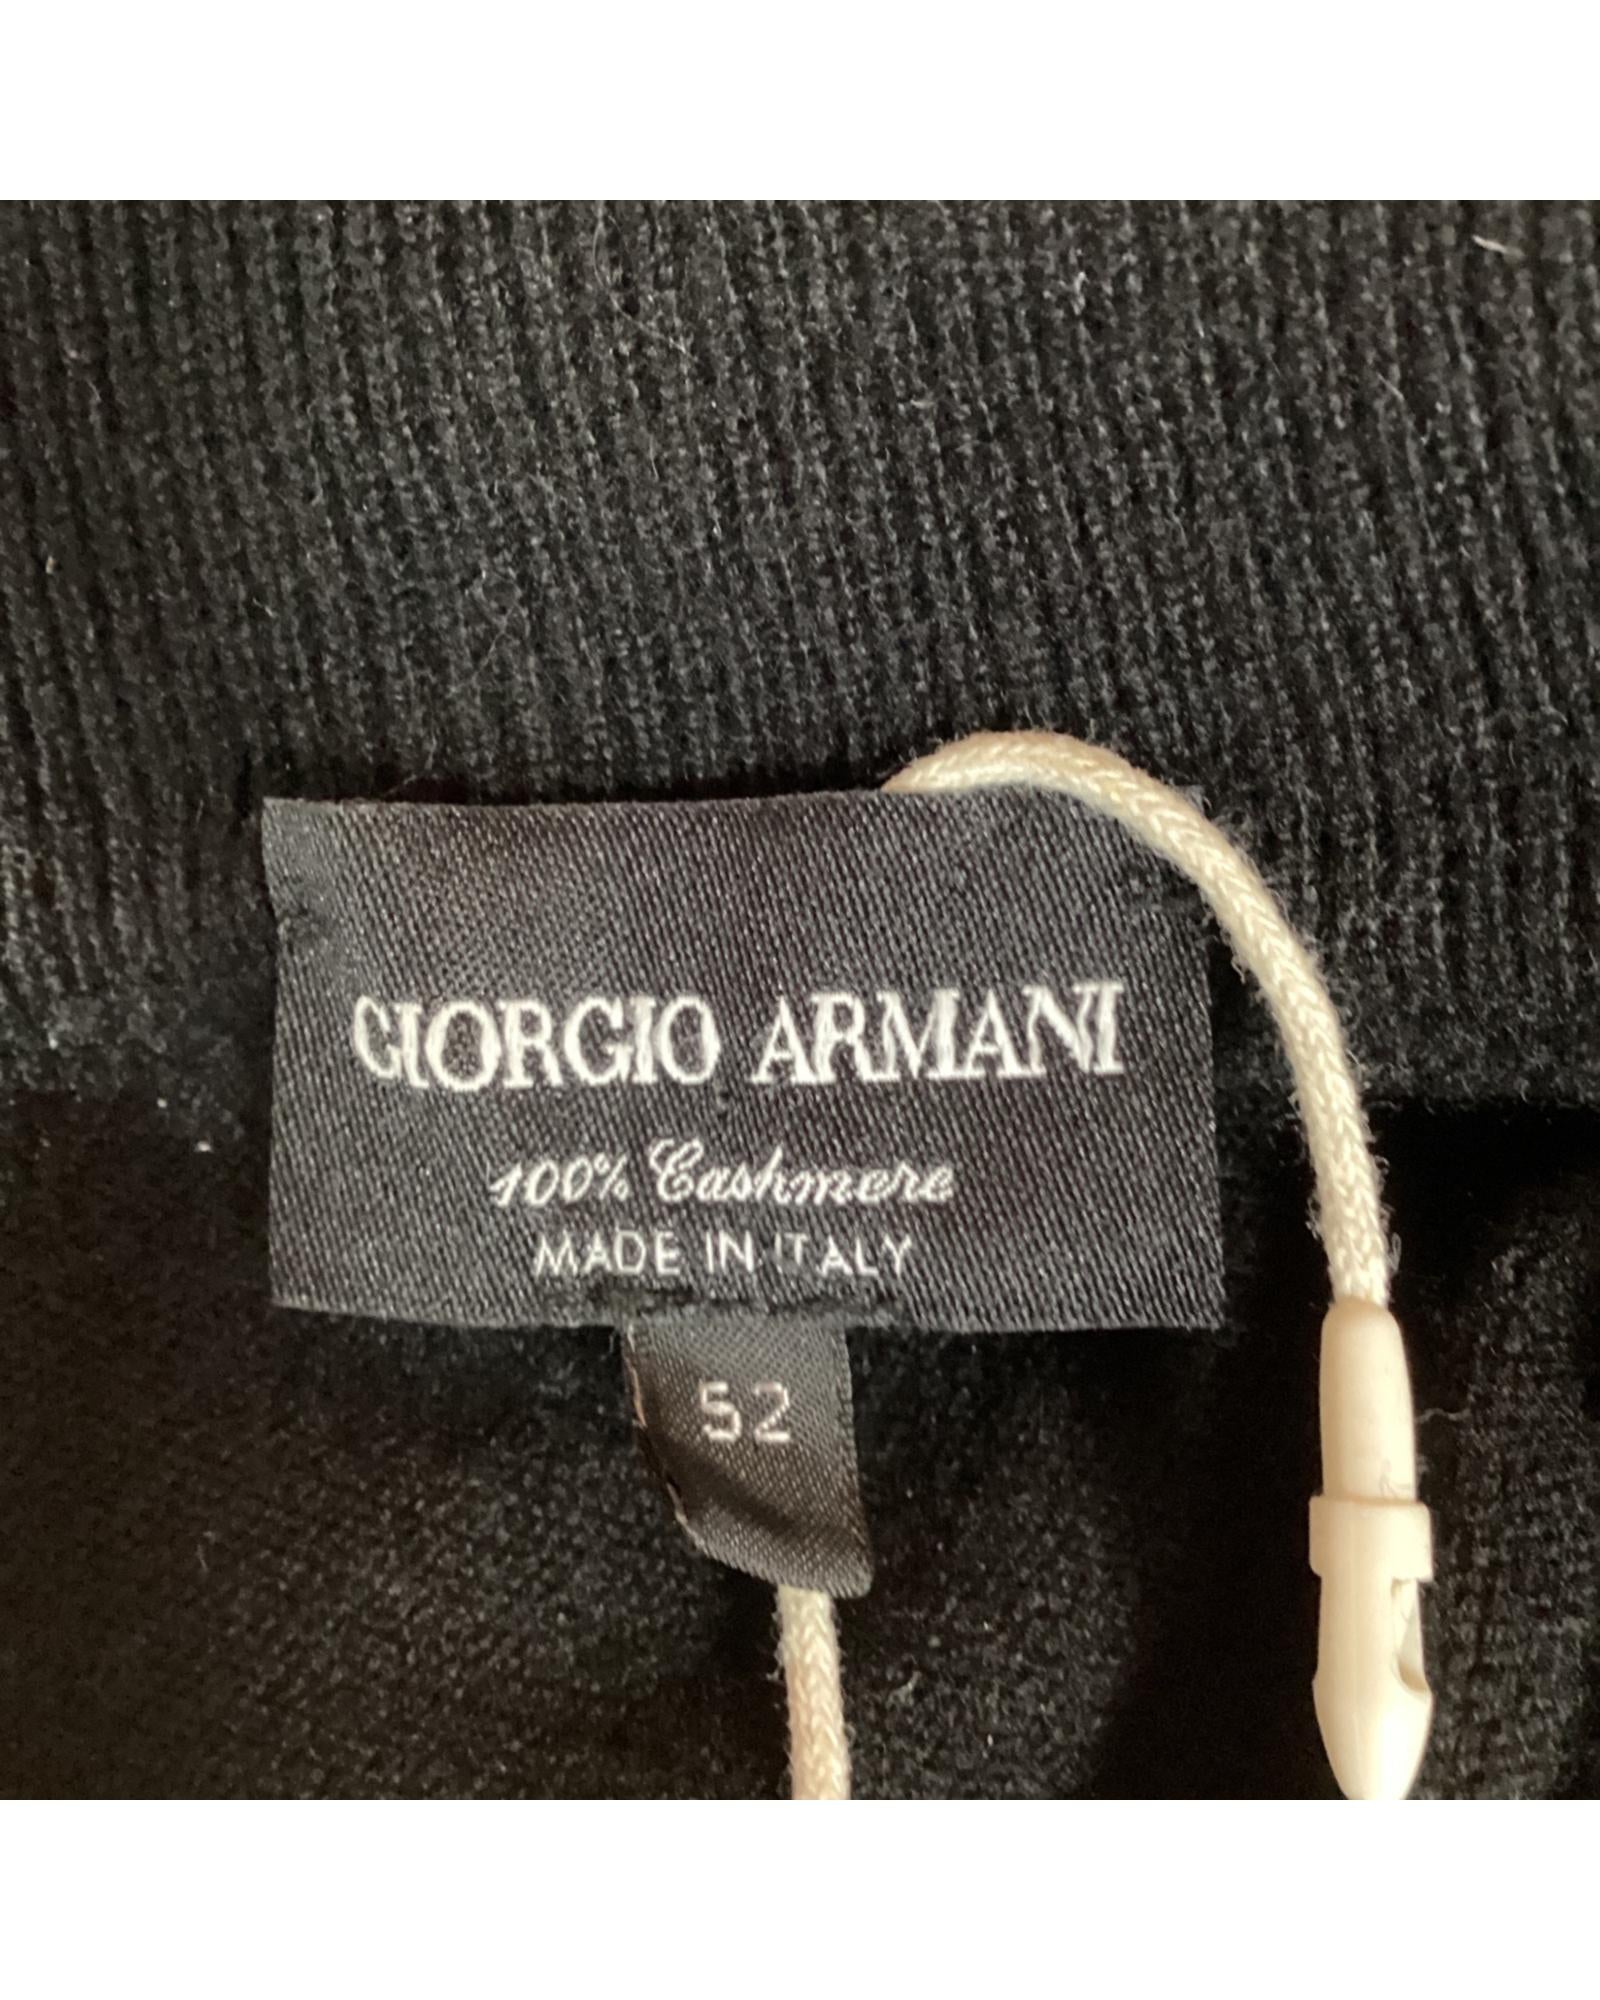 GIORGIO ARMANI
100% Cashmere
MADE IN ITALY
52